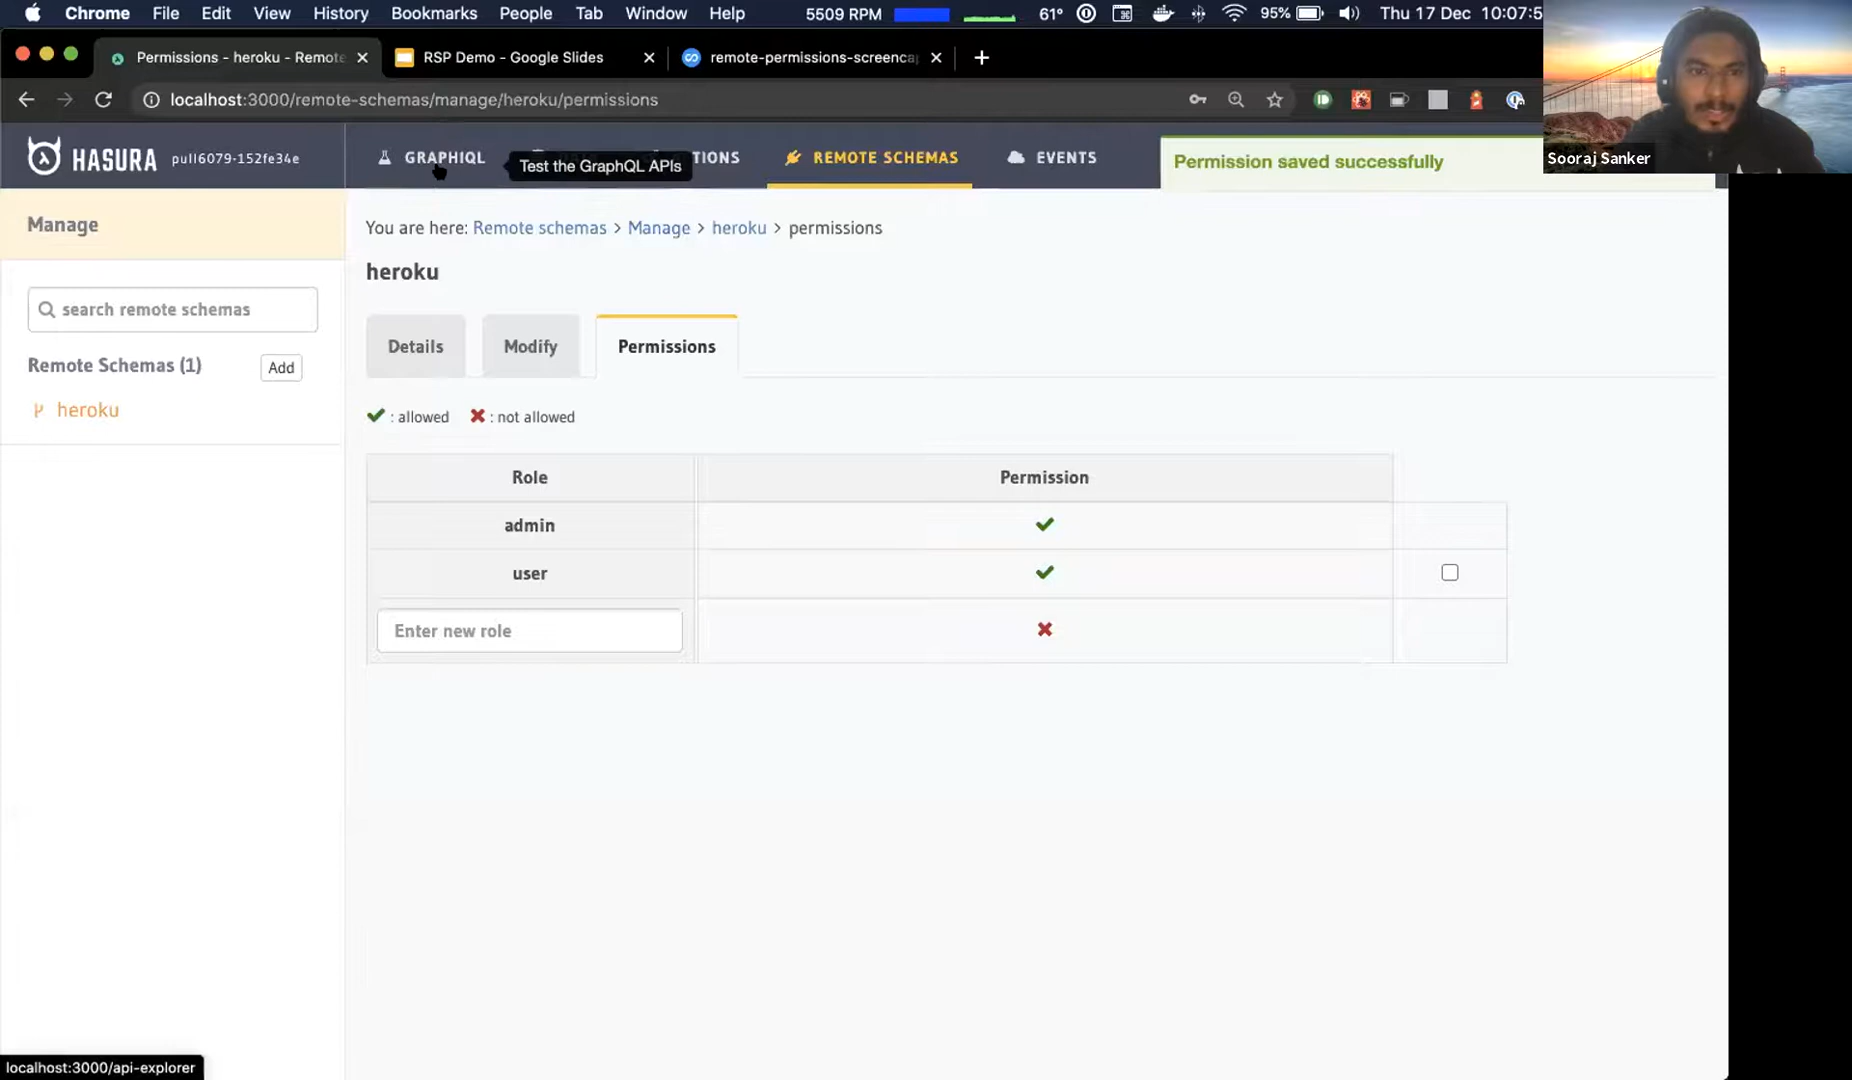 Chrome File Edit View History Bookmarks People Tab Window Help 5509 RPM 61° 95% Thu 17 Dec 10:07:5
Permissions - heroku - Remote
RSP Demo - Google Slides
remote-permissions-screencap
localhost:3000/remote-schemas/manage/heroku/permissions
HASURA pull6079-152fe34e
GRAPHIQL
Test the GraphQL APIs
TIONS
REMOTE SCHEMAS
EVENTS
Permission saved successfully
Sooraj Sanker
Manage
search remote schemas
Remote Schemas (1) Add
heroku
You are here: Remote schemas > Manage > heroku > permissions
heroku
Details Modify Permissions
: allowed : not allowed
Role Permission
admin
user
Enter new role
localhost:3000/api-explorer